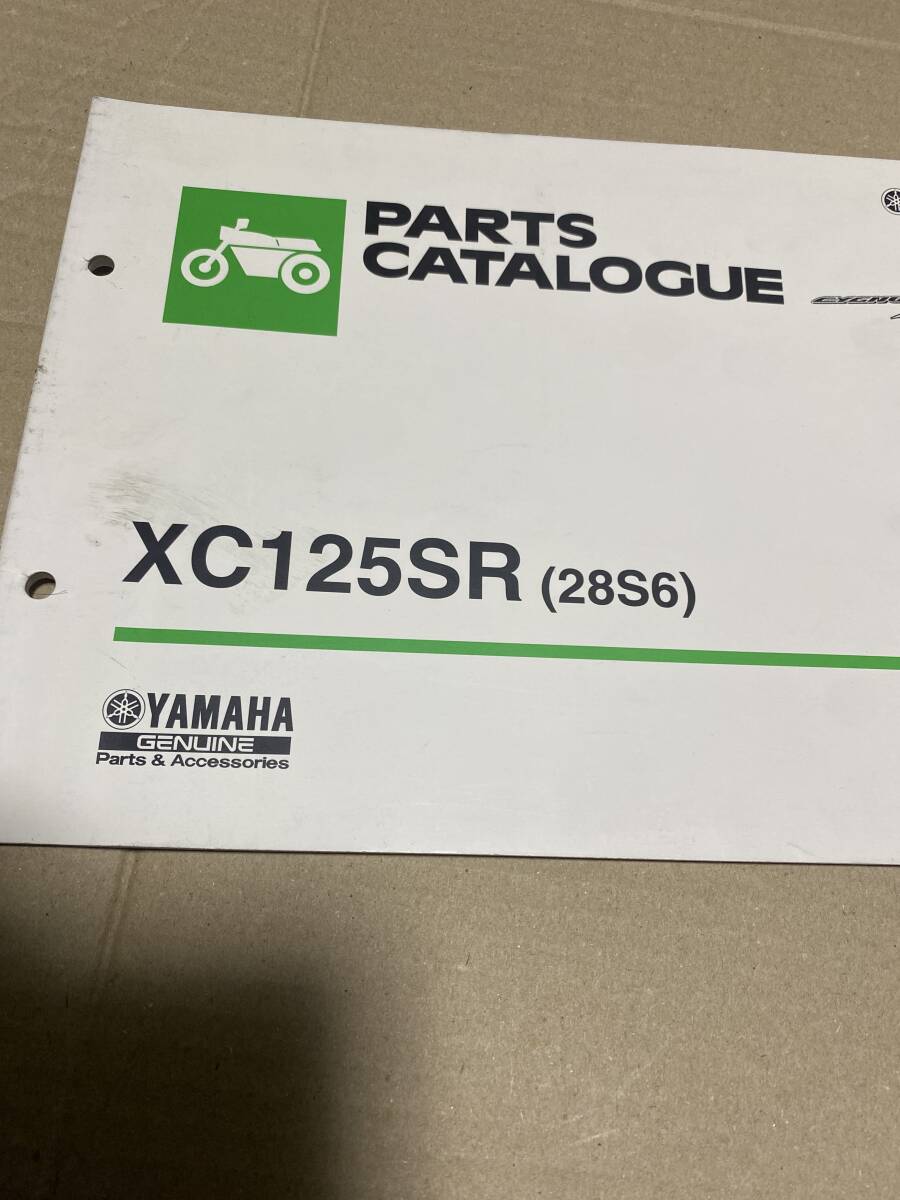 PARTS
CATALOGUE
XC125SR (28S6)
YAMAHA
GENUINE
Parts & Accessories